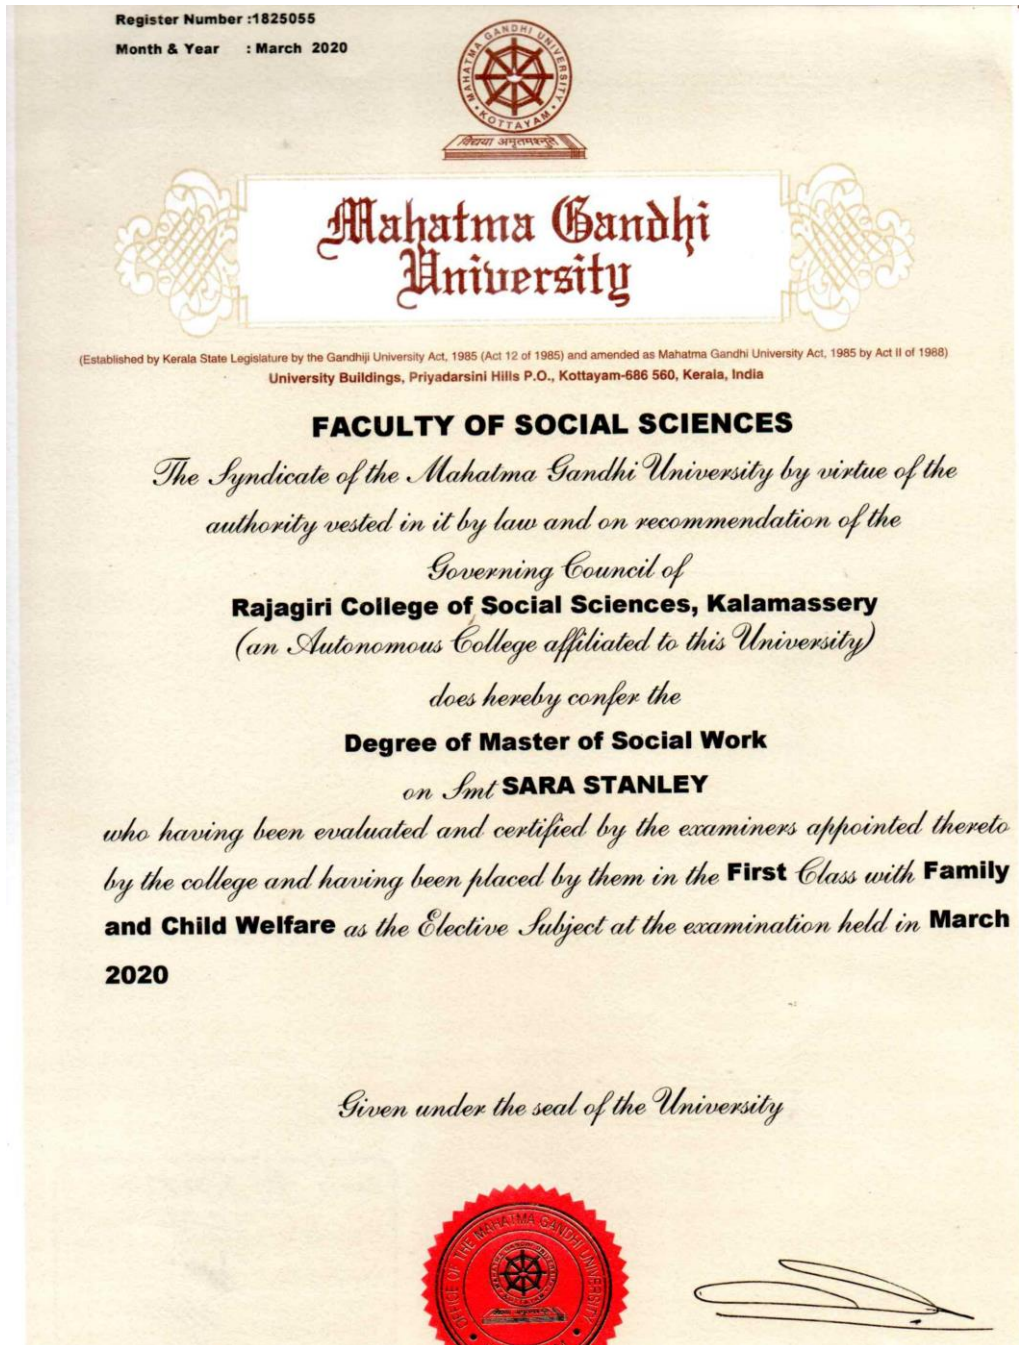 Register Number :1825055
Month & Year : March 2020
MAHATMA GANDHI UNIVERSITY
KOTTAYAM
विद्यया अमृतमश्नुते
Mahatma Gandhi
University
(Established by Kerala State Legislature by the Gandhiji University Act, 1985 (Act 12 of 1985) and amended as Mahatma Gandhi University Act, 1985 by Act II of 1988)
University Buildings, Priyadarsini Hills P.O., Kottayam-686 560, Kerala, India
FACULTY OF SOCIAL SCIENCES
The Syndicate of the Mahatma Gandhi University by virtue of the
authority vested in it by law and on recommendation of the
Governing Council of
Rajagiri College of Social Sciences, Kalamassery
(an Autonomous College affiliated to this University)
does hereby confer the
Degree of Master of Social Work
on Smt SARA STANLEY
who having been evaluated and certified by the examiners appointed thereto
by the college and having been placed by them in the First Class with Family
and Child Welfare as the Elective Subject at the examination held in March
2020
Given under the seal of the University
OFFICE OF THE MAHATMA GANDHI UNIVERSITY